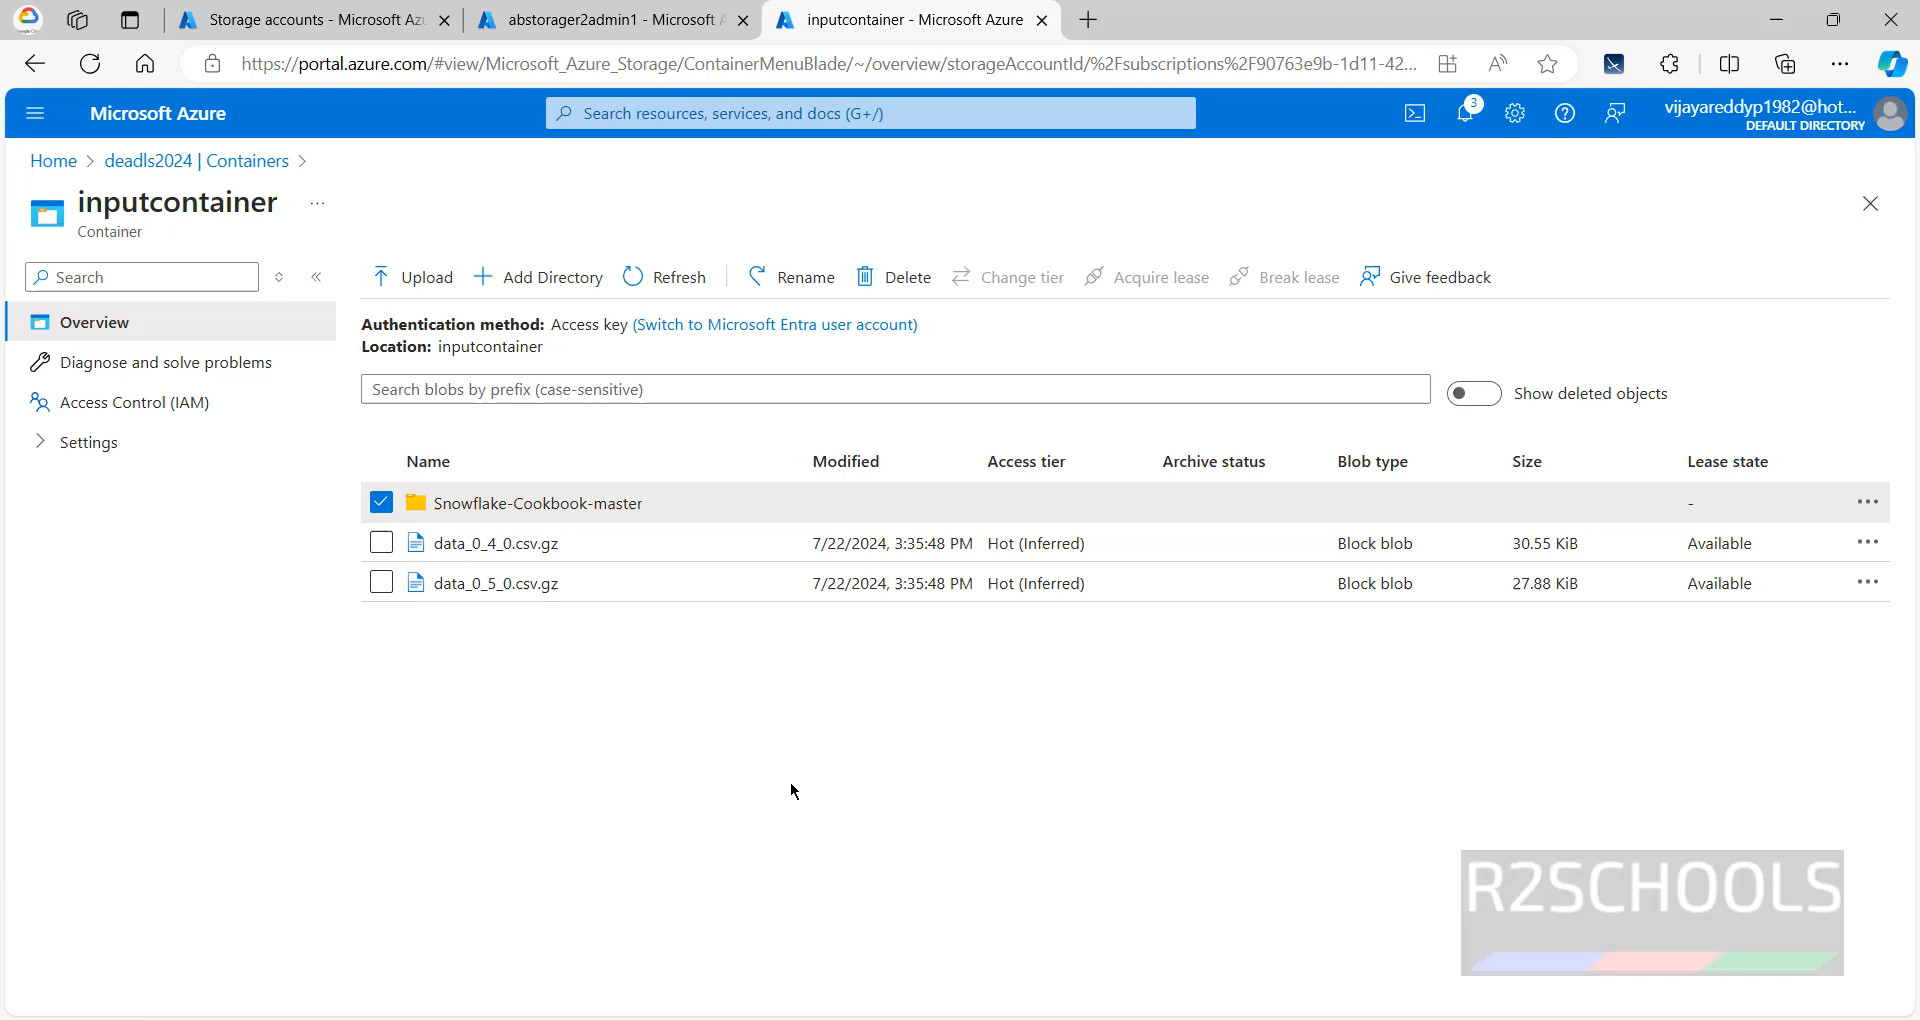 Storage accounts - Microsoft Az
abstorager2admin1 - Microsoft
inputcontainer - Microsoft Azure
https://portal.azure.com/#view/Microsoft_Azure_Storage/ContainerMenuBlade/~/overview/storageAccountId/%2Fsubscriptions%2F90763e9b-1d11-42...
Microsoft Azure
Search resources, services, and docs (G+/)
3
vijayareddyp1982@hot...
DEFAULT DIRECTORY
Home > deadls2024 | Containers >
inputcontainer ...
Container
Search
Upload
Add Directory
Refresh
Rename
Delete
Change tier
Acquire lease
Break lease
Give feedback
Overview
Diagnose and solve problems
Access Control (IAM)
Settings
Authentication method: Access key (Switch to Microsoft Entra user account)
Location: inputcontainer
Search blobs by prefix (case-sensitive)
Show deleted objects
Name Modified Access tier Archive status Blob type Size Lease state
Snowflake-Cookbook-master -
data_0_4_0.csv.gz 7/22/2024, 3:35:48 PM Hot (Inferred) Block blob 30.55 KiB Available
data_0_5_0.csv.gz 7/22/2024, 3:35:48 PM Hot (Inferred) Block blob 27.88 KiB Available
R2SCHOOLS